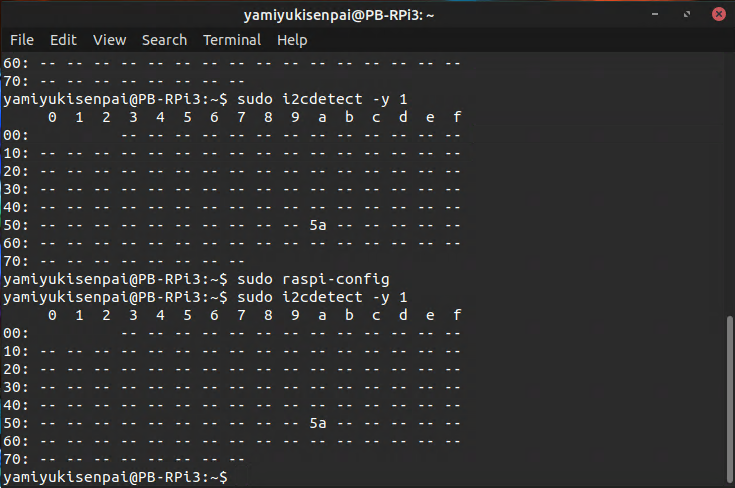 yamiyukisenpai@PB-RPi3: ~
File Edit View Search Terminal Help
60: -- -- -- -- -- -- -- -- -- -- -- -- -- -- -- --
70: -- -- -- -- -- -- -- --
yamiyukisenpai@PB-RPi3:~$ sudo i2cdetect -y 1
     0  1  2  3  4  5  6  7  8  9  a  b  c  d  e  f
00:          -- -- -- -- -- -- -- -- -- -- -- -- --
10: -- -- -- -- -- -- -- -- -- -- -- -- -- -- -- --
20: -- -- -- -- -- -- -- -- -- -- -- -- -- -- -- --
30: -- -- -- -- -- -- -- -- -- -- -- -- -- -- -- --
40: -- -- -- -- -- -- -- -- -- -- -- -- -- -- -- --
50: -- -- -- -- -- -- -- -- -- -- 5a -- -- -- -- --
60: -- -- -- -- -- -- -- -- -- -- -- -- -- -- -- --
70: -- -- -- -- -- -- -- --
yamiyukisenpai@PB-RPi3:~$ sudo raspi-config
yamiyukisenpai@PB-RPi3:~$ sudo i2cdetect -y 1
     0  1  2  3  4  5  6  7  8  9  a  b  c  d  e  f
00:          -- -- -- -- -- -- -- -- -- -- -- -- --
10: -- -- -- -- -- -- -- -- -- -- -- -- -- -- -- --
20: -- -- -- -- -- -- -- -- -- -- -- -- -- -- -- --
30: -- -- -- -- -- -- -- -- -- -- -- -- -- -- -- --
40: -- -- -- -- -- -- -- -- -- -- -- -- -- -- -- --
50: -- -- -- -- -- -- -- -- -- -- 5a -- -- -- -- --
60: -- -- -- -- -- -- -- -- -- -- -- -- -- -- -- --
70: -- -- -- -- -- -- -- --
yamiyukisenpai@PB-RPi3:~$